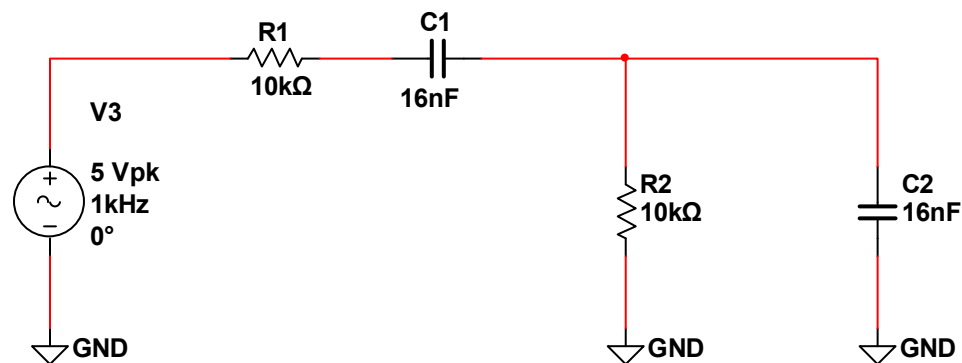 R1
10kΩ
C1
16nF
V3
5 Vpk
1kHz
0°
R2
10kΩ
C2
16nF
GND
GND
GND